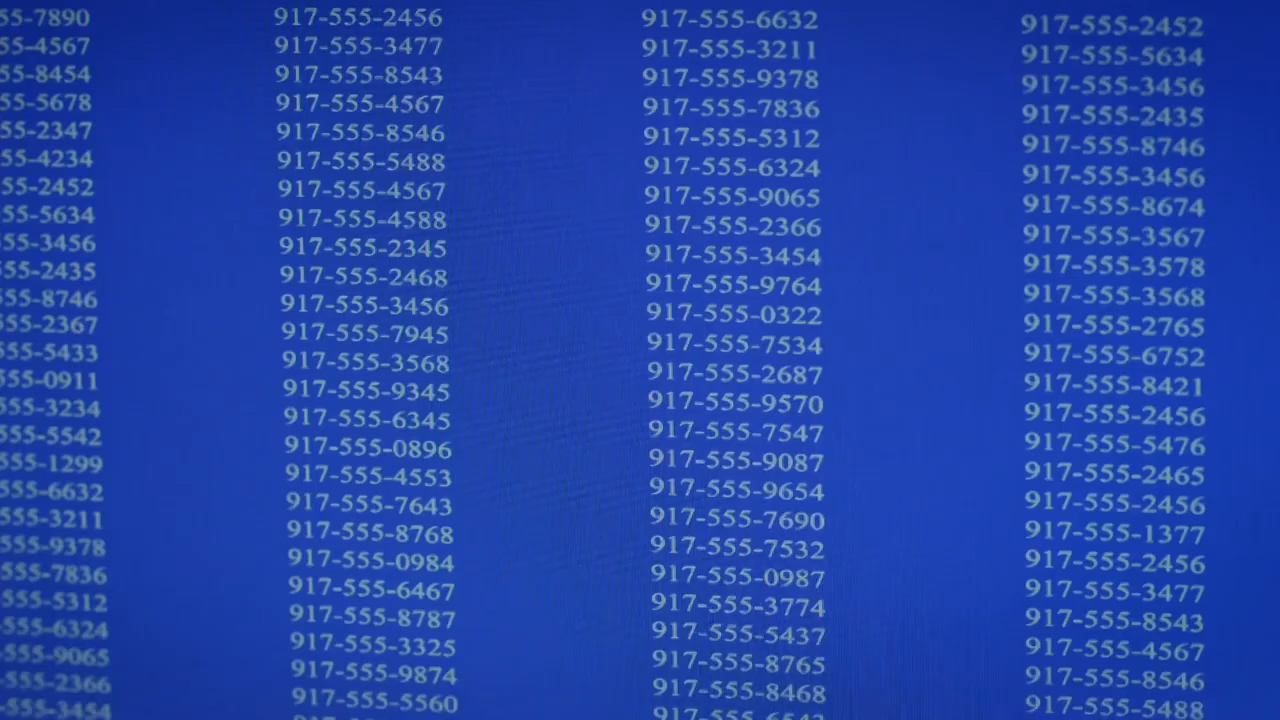 55-7890 917-555-2456 917-555-6632 917-555-2452
55-4567 917-555-3477 917-555-3211 917-555-5634
55-8454 917-555-8543 917-555-9378 917-555-3456
55-5678 917-555-4567 917-555-7836 917-555-2435
55-2347 917-555-8546 917-555-5312 917-555-8746
55-4234 917-555-5488 917-555-6324 917-555-3456
55-2452 917-555-4567 917-555-9065 917-555-8674
55-5634 917-555-4588 917-555-2366 917-555-3567
55-3456 917-555-2345 917-555-3454 917-555-3578
55-2435 917-555-2468 917-555-9764 917-555-3568
555-8746 917-555-3456 917-555-0322 917-555-2765
555-2367 917-555-7945 917-555-7534 917-555-6752
555-5433 917-555-3568 917-555-2687 917-555-8421
555-0911 917-555-9345 917-555-9570 917-555-2456
555-3234 917-555-6345 917-555-7547 917-555-5476
555-5542 917-555-0896 917-555-9087 917-555-2465
555-1299 917-555-4553 917-555-9654 917-555-2456
555-6632 917-555-7643 917-555-7690 917-555-1377
555-3211 917-555-8768 917-555-7532 917-555-2456
555-9378 917-555-0984 917-555-0987 917-555-3477
555-7836 917-555-6467 917-555-3774 917-555-8543
555-5312 917-555-8787 917-555-5437 917-555-4567
555-6324 917-555-3325 917-555-8765 917-555-8546
555-9065 917-555-9874 917-555-8468 917-555-5488
555-2366 917-555-5560
555-3454